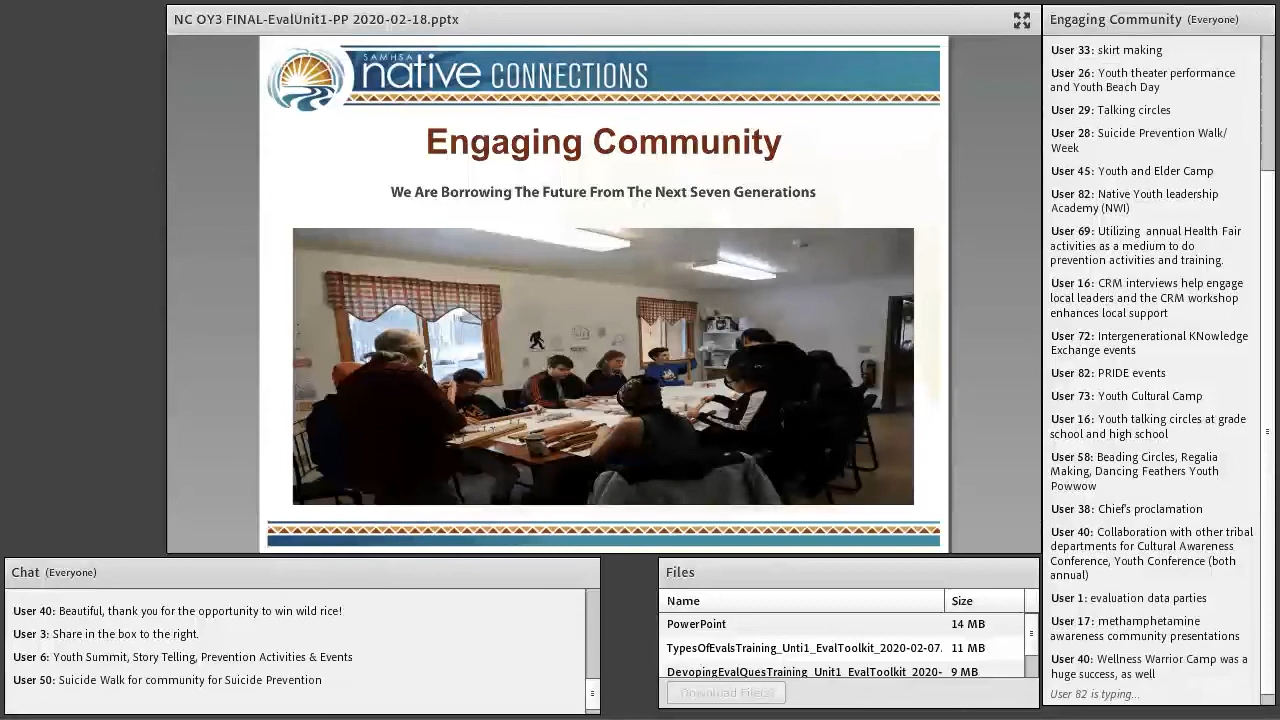 NC OY3 FINAL-EvalUnit1-PP 2020-02-18.pptx
SAMHSA
native CONNECTIONS
Engaging Community
We Are Borrowing The Future From The Next Seven Generations
Engaging Community (Everyone)
User 33: skirt making
User 26: Youth theater performance
and Youth Beach Day
User 29: Talking circles
User 28: Suicide Prevention Walk/
Week
User 45: Youth and Elder Camp
User 82: Native Youth leadership
Academy (NWI)
User 69: Utilizing annual Health Fair
activities as a medium to do
prevention activities and training.
User 16: CRM interviews help engage
local leaders and the CRM workshop
enhances local support
User 72: Intergenerational KNowledge
Exchange events
User 82: PRIDE events
User 73: Youth Cultural Camp
User 16: Youth talking circles at grade
school and high school
User 58: Beading Circles, Regalia
Making, Dancing Feathers Youth
Powwow
User 38: Chief's proclamation
User 40: Collaboration with other tribal
departments for Cultural Awareness
Conference, Youth Conference (both
annual)
User 1: evaluation data parties
User 17: methamphetamine
awareness community presentations
User 40: Wellness Warrior Camp was a
huge success, as well
User 82 is typing...
Chat (Everyone)
User 40: Beautiful, thank you for the opportunity to win wild rice!
User 3: Share in the box to the right.
User 6: Youth Summit, Story Telling, Prevention Activities & Events
User 50: Suicide Walk for community for Suicide Prevention
Files
Name Size
PowerPoint 14 MB
TypesOfEvalsTraining_Unti1_EvalToolkit_2020-02-07. 11 MB
DevopingEvalQuesTraining_Unit1_EvalToolkit_2020- 9 MB
Download File(s)